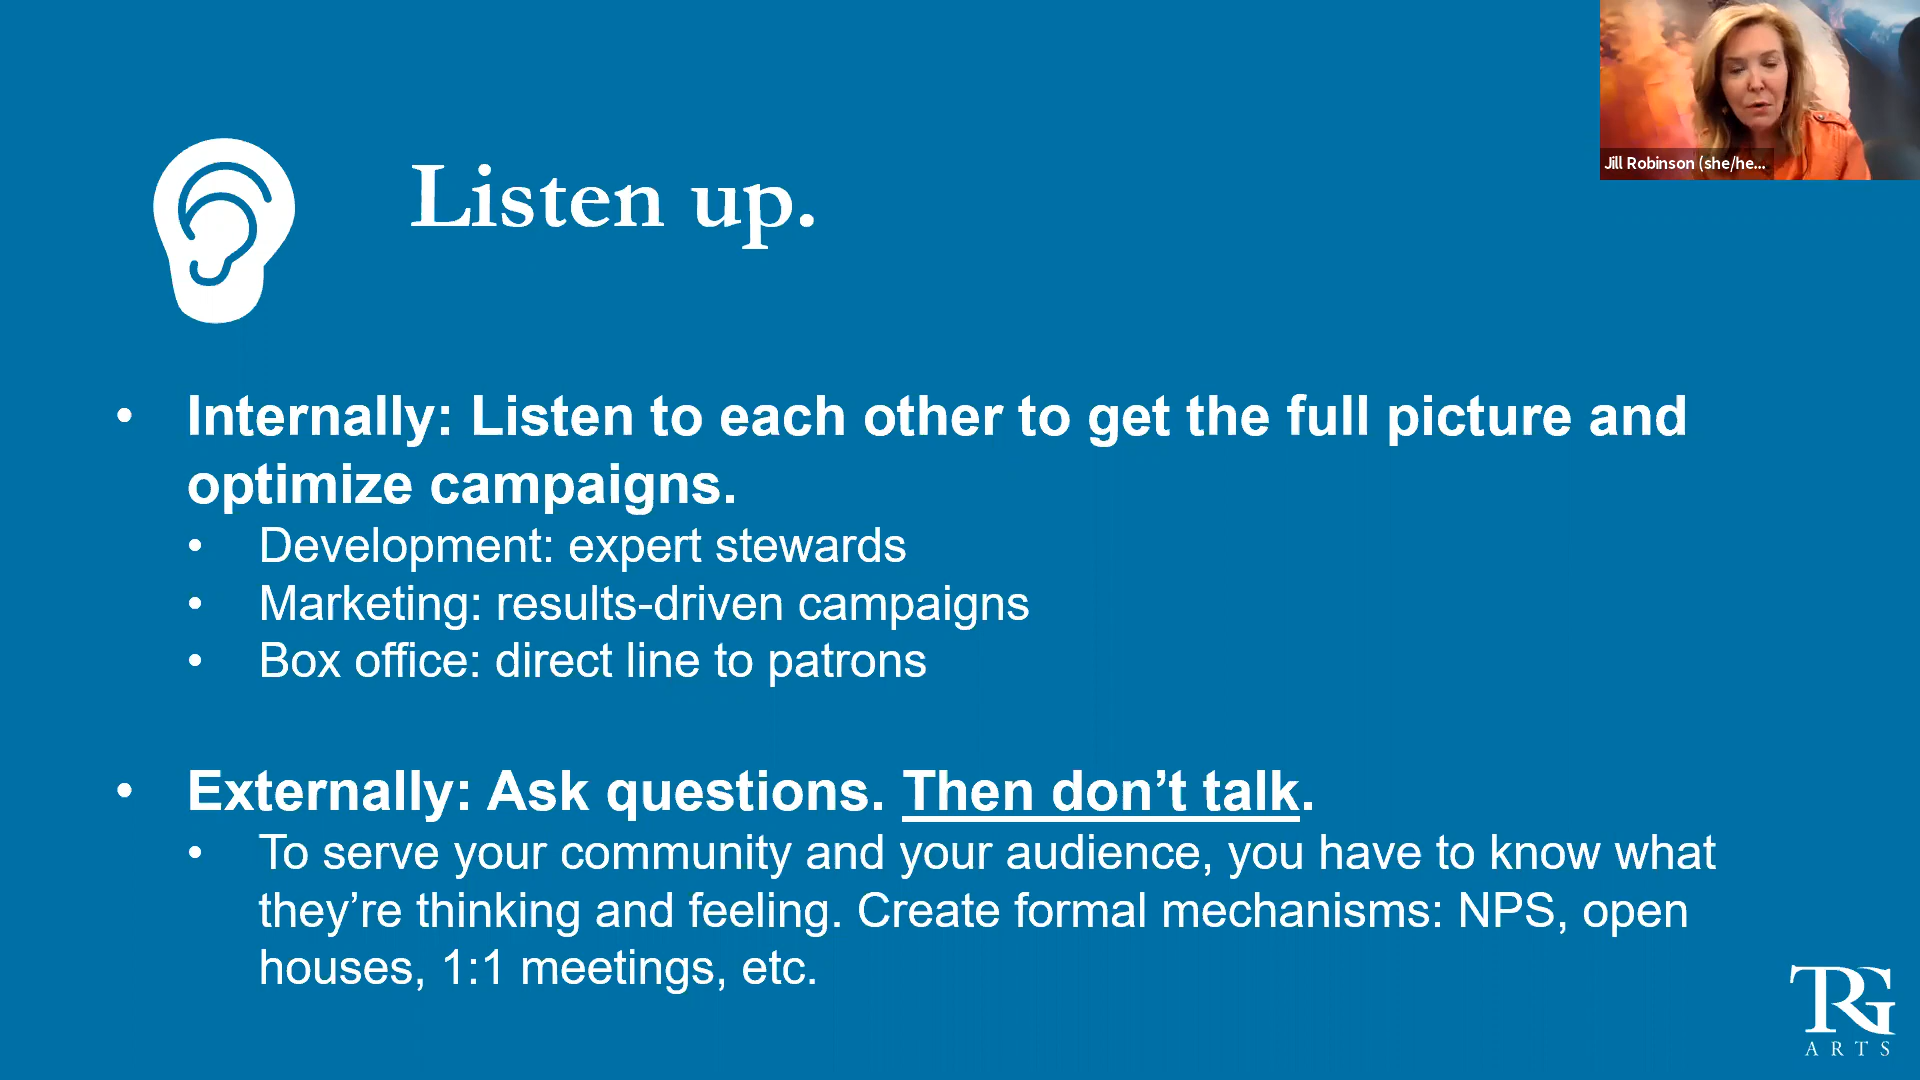 Jill Robinson (she/he...
Listen up.
• Internally: Listen to each other to get the full picture and
optimize campaigns.
• Development: expert stewards
• Marketing: results-driven campaigns
• Box office: direct line to patrons
• Externally: Ask questions. Then don’t talk.
• To serve your community and your audience, you have to know what
they’re thinking and feeling. Create formal mechanisms: NPS, open
houses, 1:1 meetings, etc.
TRG
ARTS